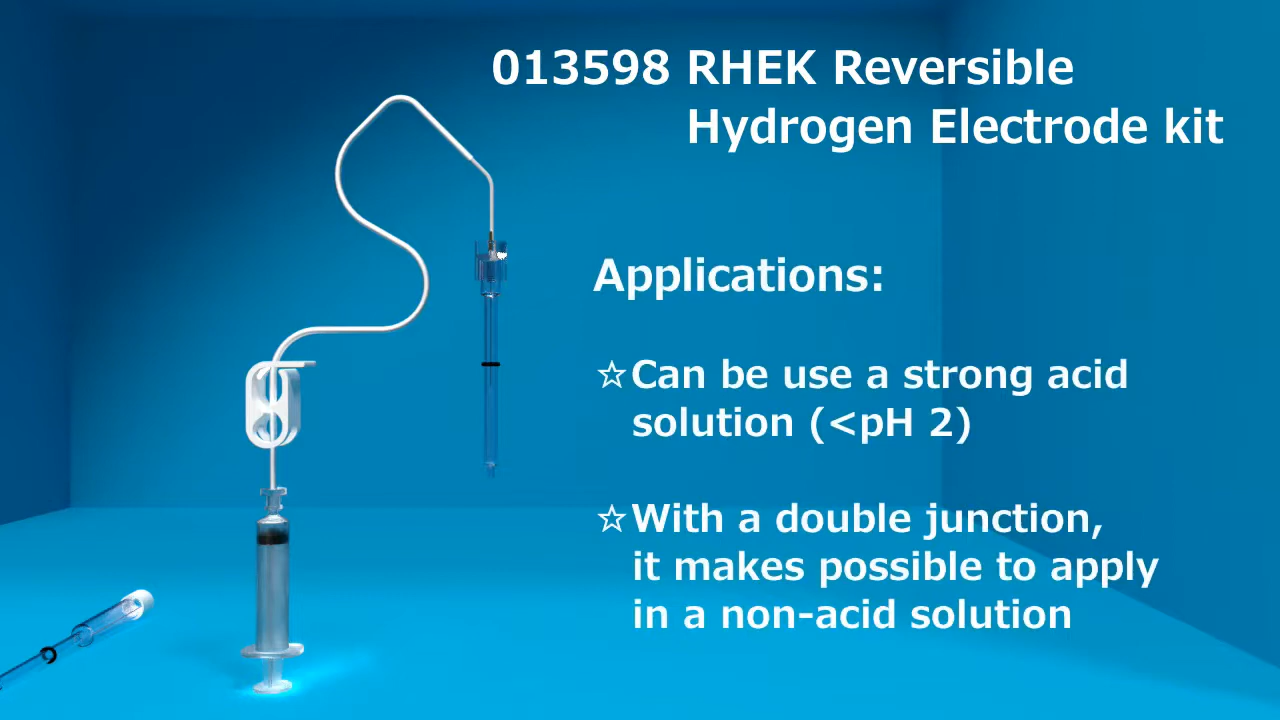 013598 RHEK Reversible
Hydrogen Electrode kit
Applications:
☆Can be use a strong acid
solution (<pH 2)
☆With a double junction,
it makes possible to apply
in a non-acid solution